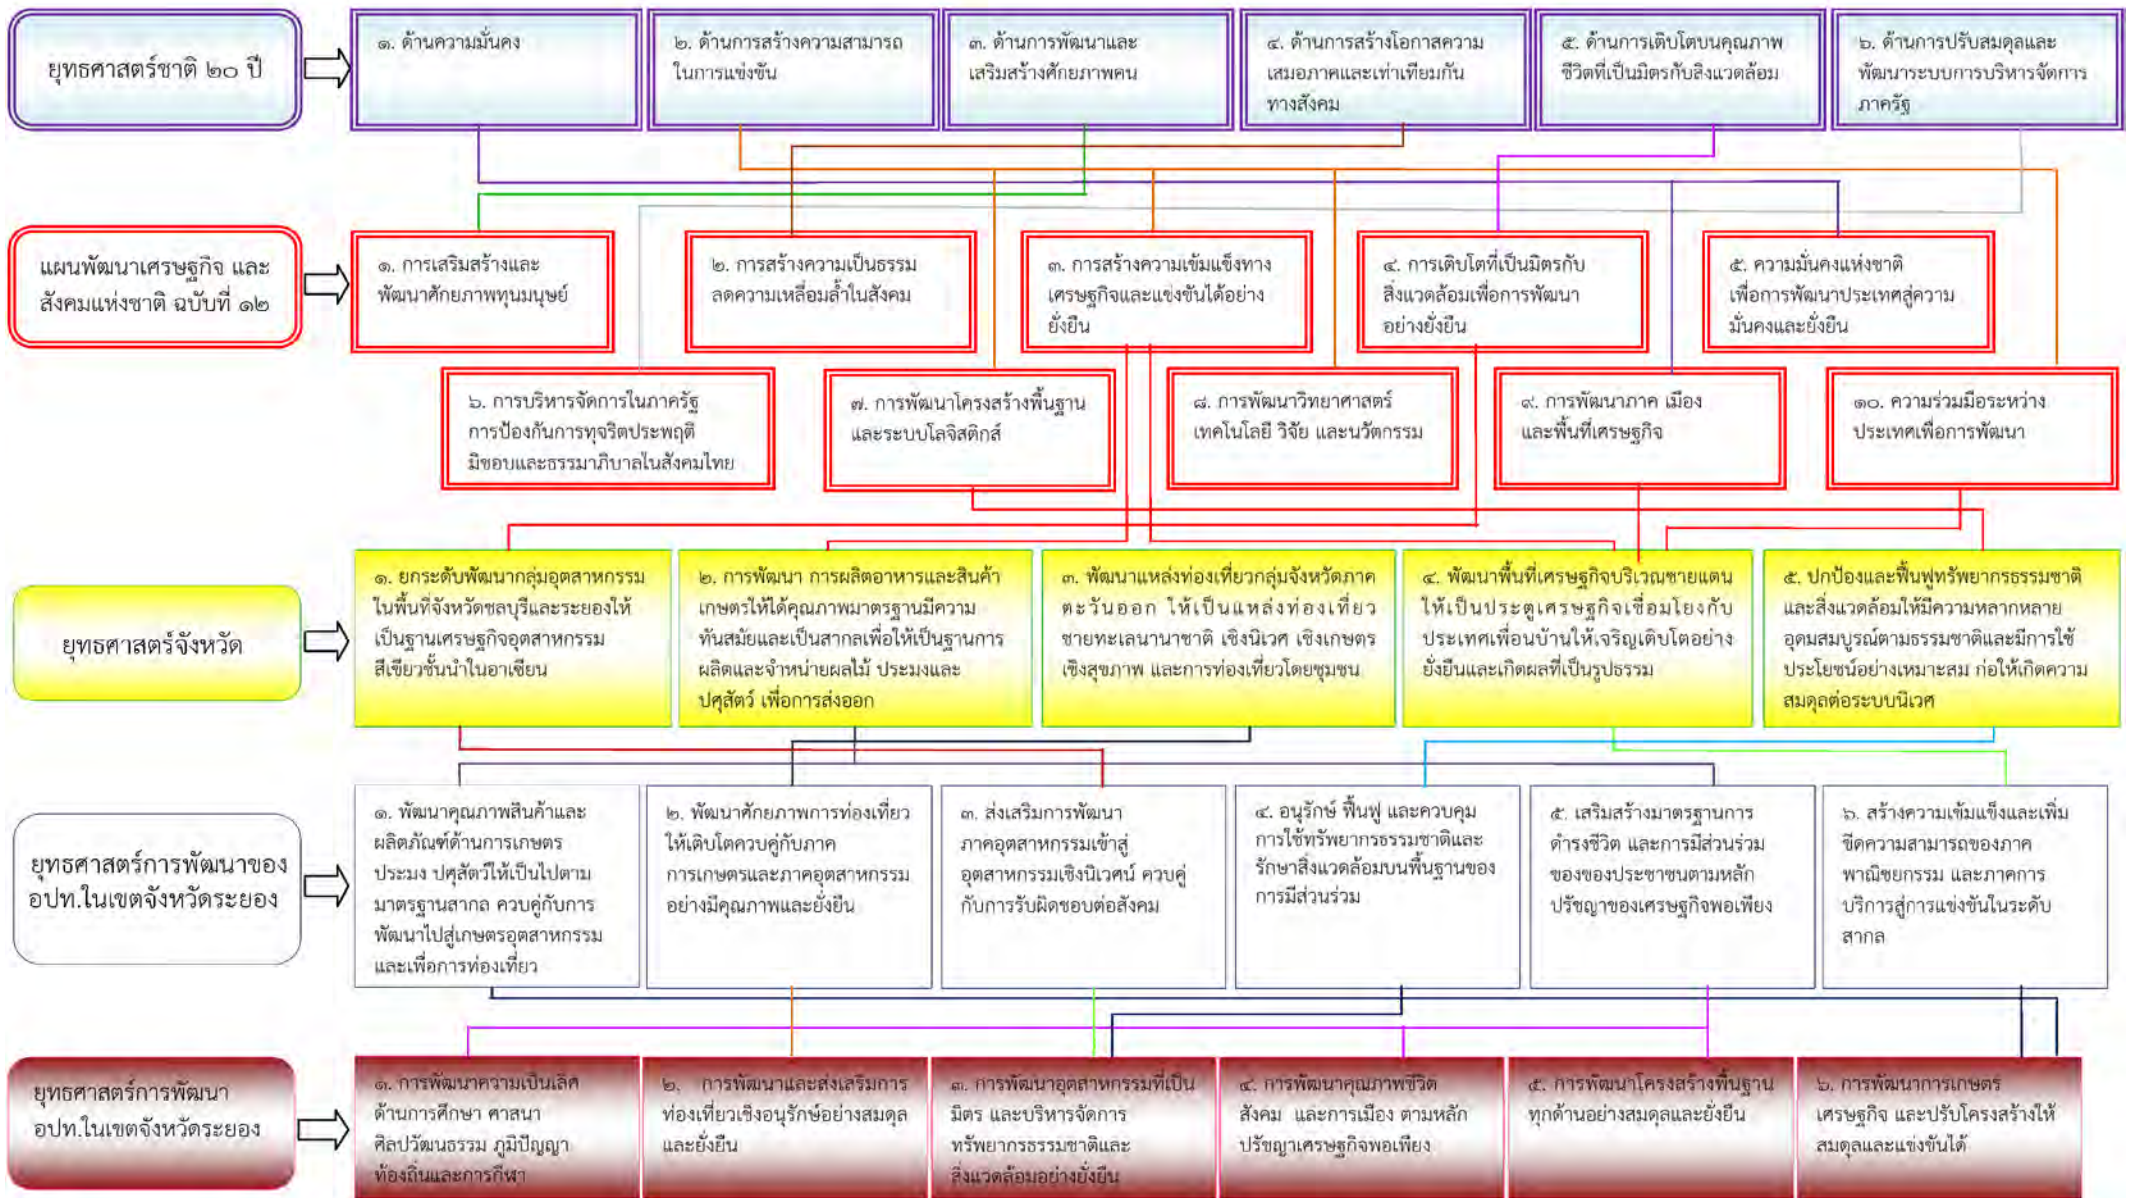 ยุทธศาสตร์ชาติ ๒๐ ปี
๑. ด้านความมั่นคง
๒. ด้านการสร้างความสามารถ
ในการแข่งขัน
๓. ด้านการพัฒนาและ
เสริมสร้างศักยภาพคน
๔. ด้านการสร้างโอกาสความ
เสมอภาคและเท่าเทียมกัน
ทางสังคม
๕. ด้านการเติบโตบนคุณภาพ
ชีวิตที่เป็นมิตรกับสิ่งแวดล้อม
๖. ด้านการปรับสมดุลและ
พัฒนาระบบการบริหารจัดการ
ภาครัฐ
แผนพัฒนาเศรษฐกิจ และ
สังคมแห่งชาติ ฉบับที่ ๑๒
๑. การเสริมสร้างและ
พัฒนาศักยภาพทุนมนุษย์
๒. การสร้างความเป็นธรรม
ลดความเหลื่อมล้ำในสังคม
๓. การสร้างความเข้มแข็งทาง
เศรษฐกิจและแข่งขันได้อย่าง
ยั่งยืน
๔. การเติบโตที่เป็นมิตรกับ
สิ่งแวดล้อมเพื่อการพัฒนา
อย่างยั่งยืน
๕. ความมั่นคงแห่งชาติ
เพื่อการพัฒนาประเทศสู่ความ
มั่นคงและยั่งยืน
๖. การบริหารจัดการในภาครัฐ
การป้องกันการทุจริตประพฤติ
มิชอบและธรรมาภิบาลในสังคมไทย
๗. การพัฒนาโครงสร้างพื้นฐาน
และระบบโลจิสติกส์
๘. การพัฒนาวิทยาศาสตร์
เทคโนโลยี วิจัย และนวัตกรรม
๙. การพัฒนาภาค เมือง
และพื้นที่เศรษฐกิจ
๑๐. ความร่วมมือระหว่าง
ประเทศเพื่อการพัฒนา
ยุทธศาสตร์จังหวัด
๑. ยกระดับพัฒนากลุ่มอุตสาหกรรม
ในพื้นที่จังหวัดชลบุรีและระยองให้
เป็นฐานเศรษฐกิจอุตสาหกรรม
สีเขียวชั้นนำในอาเซียน
๒. การพัฒนา การผลิตอาหารและสินค้า
เกษตรให้ได้คุณภาพมาตรฐานมีความ
ทันสมัยและเป็นสากลเพื่อให้เป็นฐานการ
ผลิตและจำหน่ายผลไม้ ประมงและ
ปศุสัตว์ เพื่อการส่งออก
๓. พัฒนาแหล่งท่องเที่ยวกลุ่มจังหวัดภาค
ตะวันออก ให้เป็นแหล่งท่องเที่ยว
ชายทะเลนานาชาติ เชิงนิเวศ เชิงเกษตร
เชิงสุขภาพ และการท่องเที่ยวโดยชุมชน
๔. พัฒนาพื้นที่เศรษฐกิจบริเวณชายแดน
ให้เป็นประตูเศรษฐกิจเชื่อมโยงกับ
ประเทศเพื่อนบ้านให้เจริญเติบโตอย่าง
ยั่งยืนและเกิดผลที่เป็นรูปธรรม
๕. ปกป้องและฟื้นฟูทรัพยากรธรรมชาติ
และสิ่งแวดล้อมให้มีความหลากหลาย
อุดมสมบูรณ์ตามธรรมชาติและมีการใช้
ประโยชน์อย่างเหมาะสม ก่อให้เกิดความ
สมดุลต่อระบบนิเวศ
ยุทธศาสตร์การพัฒนาของ
อปท.ในเขตจังหวัดระยอง
๑. พัฒนาคุณภาพสินค้าและ
ผลิตภัณฑ์ด้านการเกษตร
ประมง ปศุสัตว์ให้เป็นไปตาม
มาตรฐานสากล ควบคู่กับการ
พัฒนาไปสู่เกษตรอุตสาหกรรม
และเพื่อการท่องเที่ยว
๒. พัฒนาศักยภาพการท่องเที่ยว
ให้เติบโตควบคู่กับภาค
การเกษตรและภาคอุตสาหกรรม
อย่างมีคุณภาพและยั่งยืน
๓. ส่งเสริมการพัฒนา
ภาคอุตสาหกรรมเข้าสู่
อุตสาหกรรมเชิงนิเวศน์ ควบคู่
กับการรับผิดชอบต่อสังคม
๔. อนุรักษ์ ฟื้นฟู และควบคุม
การใช้ทรัพยากรธรรมชาติและ
รักษาสิ่งแวดล้อมบนพื้นฐานของ
การมีส่วนร่วม
๕. เสริมสร้างมาตรฐานการ
ดำรงชีวิต และการมีส่วนร่วม
ของของประชาชนตามหลัก
ปรัชญาของเศรษฐกิจพอเพียง
๖. สร้างความเข้มแข็งและเพิ่ม
ขีดความสามารถของภาค
พาณิชยกรรม และภาคการ
บริการสู่การแข่งขันในระดับ
สากล
ยุทธศาสตร์การพัฒนา
อปท.ในเขตจังหวัดระยอง
๑. การพัฒนาความเป็นเลิศ
ด้านการศึกษา ศาสนา
ศิลปวัฒนธรรม ภูมิปัญญา
ท้องถิ่นและการกีฬา
๒. การพัฒนาและส่งเสริมการ
ท่องเที่ยวเชิงอนุรักษ์อย่างสมดุล
และยั่งยืน
๓. การพัฒนาอุตสาหกรรมที่เป็น
มิตร และบริหารจัดการ
ทรัพยากรธรรมชาติและ
สิ่งแวดล้อมอย่างยั่งยืน
๔. การพัฒนาคุณภาพชีวิต
สังคม และการเมือง ตามหลัก
ปรัชญาเศรษฐกิจพอเพียง
๕. การพัฒนาโครงสร้างพื้นฐาน
ทุกด้านอย่างสมดุลและยั่งยืน
๖. การพัฒนาการเกษตร
เศรษฐกิจ และปรับโครงสร้างให้
สมดุลและแข่งขันได้